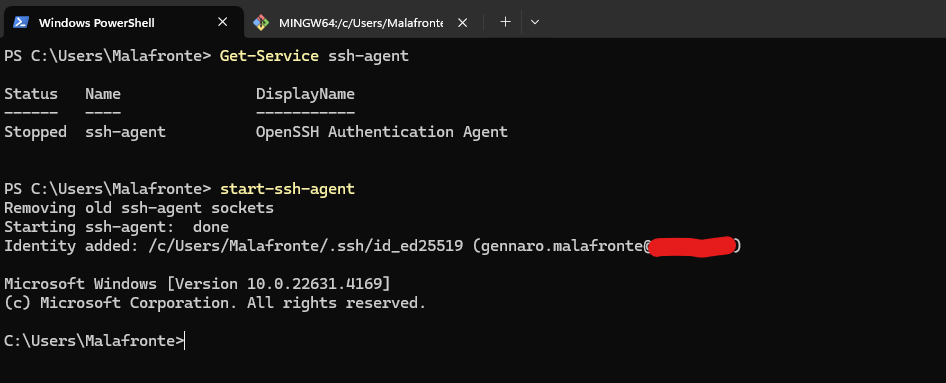 Windows PowerShell
MINGW64:/c/Users/Malafronte
PS C:\Users\Malafronte> Get-Service ssh-agent
Status   Name               DisplayName
------   ----               -----------
Stopped  ssh-agent          OpenSSH Authentication Agent
PS C:\Users\Malafronte> start-ssh-agent
Removing old ssh-agent sockets
Starting ssh-agent:  done
Identity added: /c/Users/Malafronte/.ssh/id_ed25519 (gennaro.malafronte@)
Microsoft Windows [Version 10.0.22631.4169]
(c) Microsoft Corporation. All rights reserved.
C:\Users\Malafronte>